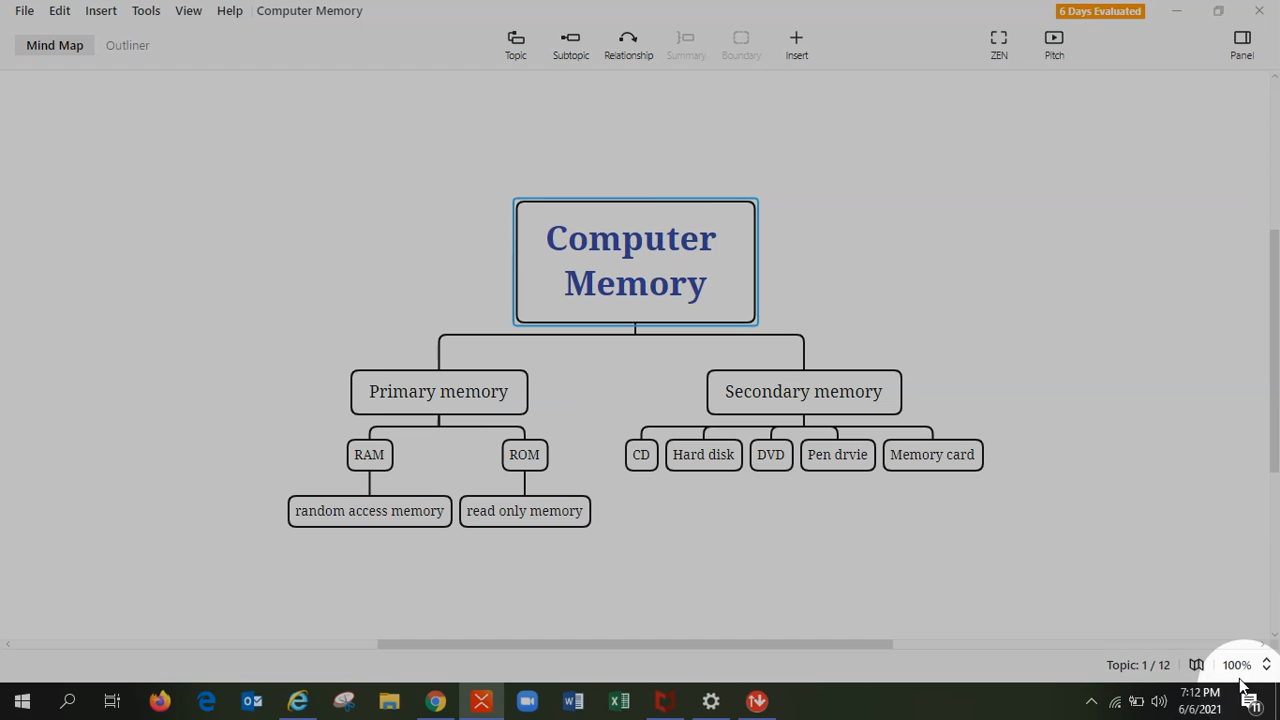 File Edit Insert Tools View Help Computer Memory 6 Days Evaluated
Mind Map Outliner
Topic Subtopic Relationship Summary Boundary Insert ZEN Pitch Panel
Computer
Memory
Primary memory Secondary memory
RAM ROM CD Hard disk DVD Pen drvie Memory card
random access memory read only memory
Topic: 1 / 12 100%
7:12 PM
6/6/2021 11